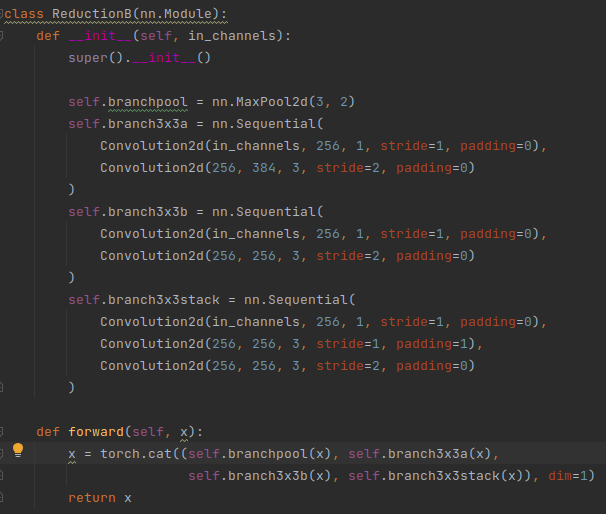 class ReductionB(nn.Module):
    def __init__(self, in_channels):
        super().__init__()

        self.branchpool = nn.MaxPool2d(3, 2)
        self.branch3x3a = nn.Sequential(
            Convolution2d(in_channels, 256, 1, stride=1, padding=0),
            Convolution2d(256, 384, 3, stride=2, padding=0)
        )
        self.branch3x3b = nn.Sequential(
            Convolution2d(in_channels, 256, 1, stride=1, padding=0),
            Convolution2d(256, 256, 3, stride=2, padding=0)
        )
        self.branch3x3stack = nn.Sequential(
            Convolution2d(in_channels, 256, 1, stride=1, padding=0),
            Convolution2d(256, 256, 3, stride=1, padding=1),
            Convolution2d(256, 256, 3, stride=2, padding=0)
        )

    def forward(self, x):
        x = torch.cat((self.branchpool(x), self.branch3x3a(x),
                       self.branch3x3b(x), self.branch3x3stack(x)), dim=1)
        return x